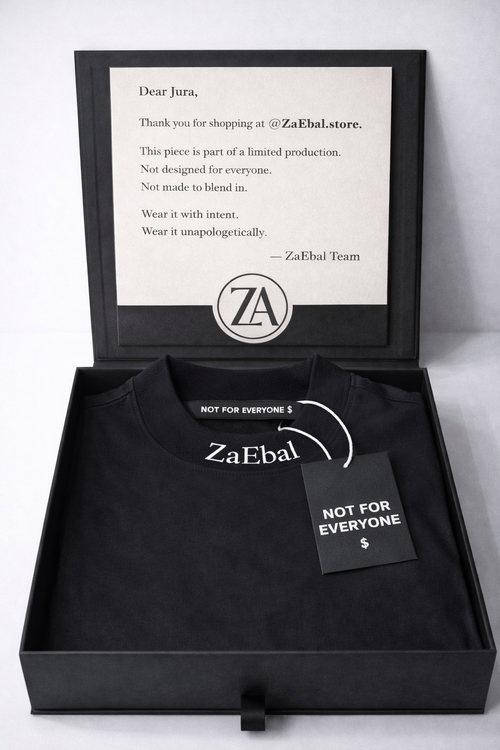 Dear Jura,
Thank you for shopping at @ZaEbal.store.
This piece is part of a limited production.
Not designed for everyone.
Not made to blend in.
Wear it with intent.
Wear it unapologetically.
— ZaEbal Team
ZA
NOT FOR EVERYONE $
ZaEbal
NOT FOR
EVERYONE
$